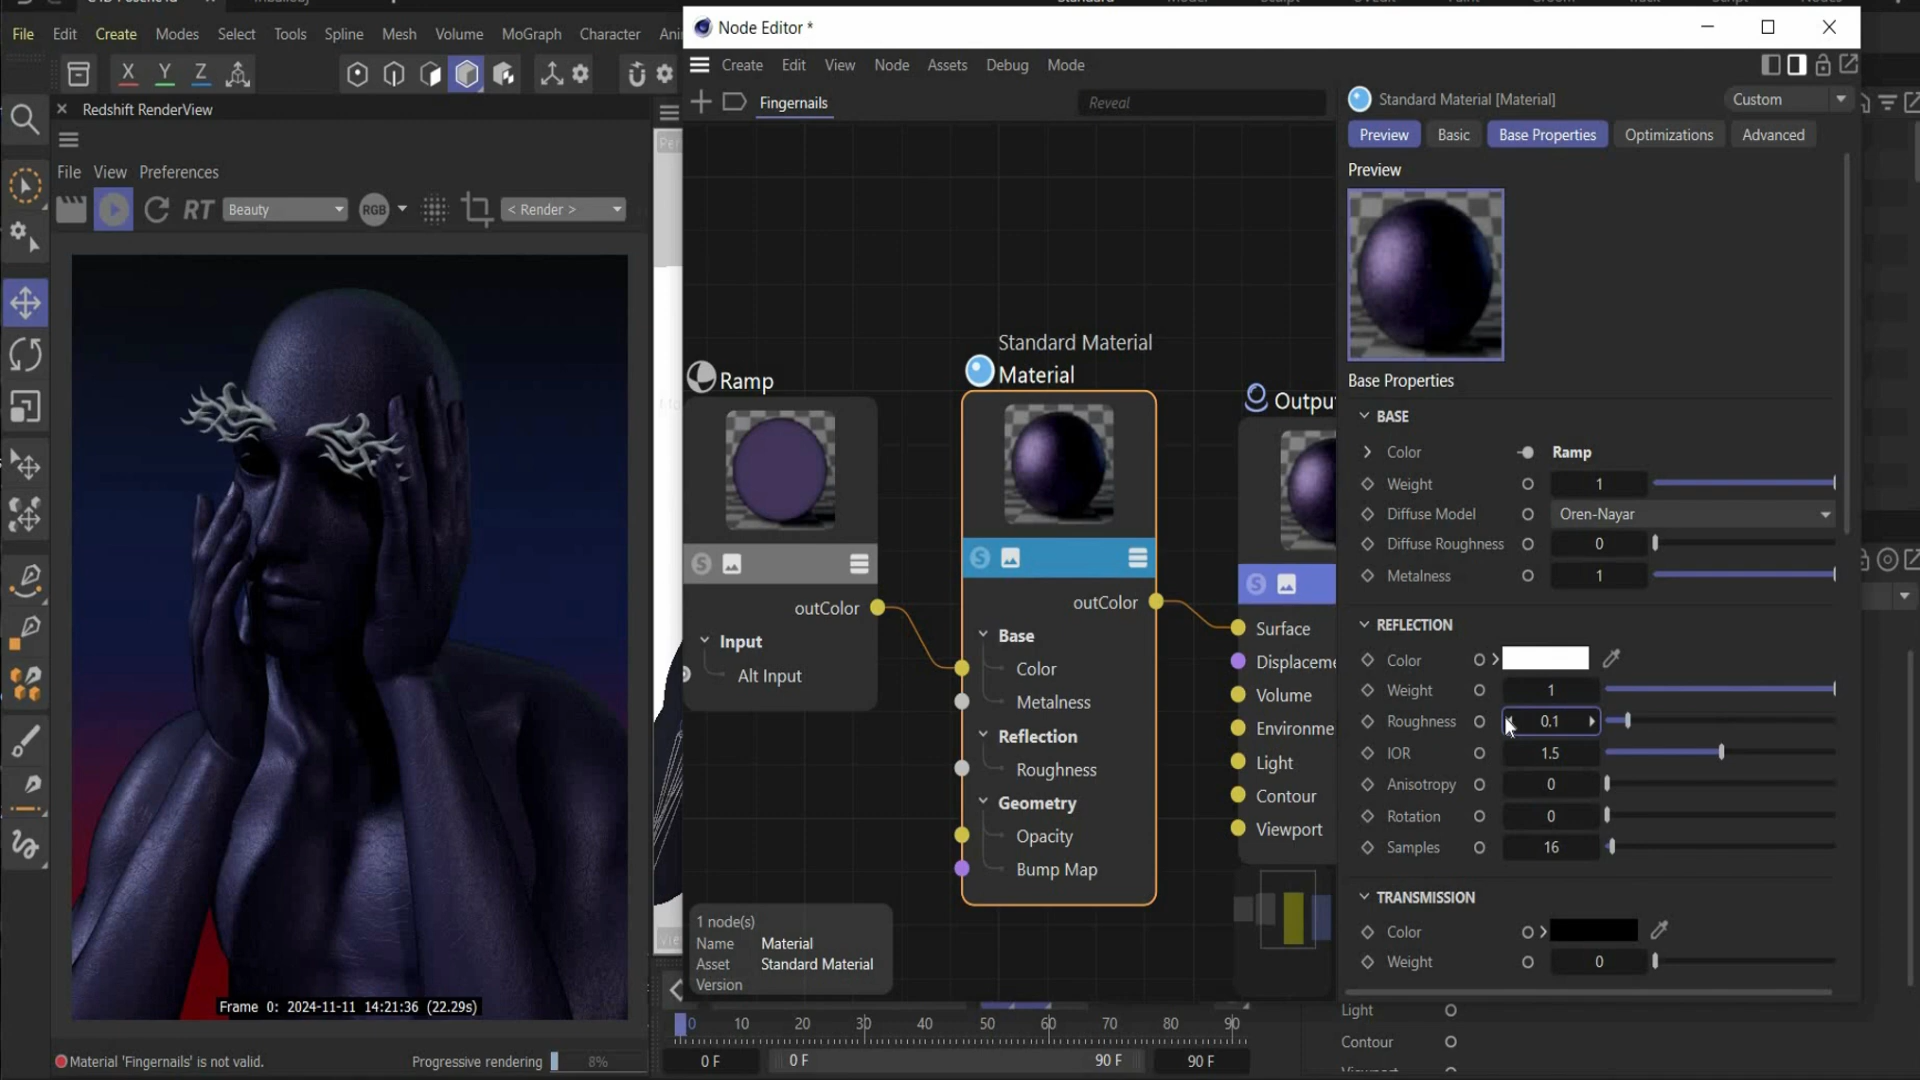 Node Editor *
File Edit Create Modes Select Tools Spline Mesh Volume MoGraph Character
Create Edit View Node Assets Debug Mode
X Y Z
Redshift RenderView
File View Preferences
RT Beauty RGB < Render >
Frame 0: 2024-11-11 14:21:36 (22.29s)
Material 'Fingernails' is not valid.
Progressive rendering 8%
Fingernails
Reveal
Ramp
outColor
Input
Alt Input
Standard Material
Material
outColor
Base
Color
Metalness
Reflection
Roughness
Geometry
Opacity
Bump Map
Surface
Volume
Light
Contour
Viewport
1 node(s)
Name Material
Asset Standard Material
Version
0 10 20 30 40 50 60 70 80 90
0 F 0 F 90 F 90 F
Standard Material [Material]
Custom
Preview Basic Base Properties Optimizations Advanced
Preview
Base Properties
BASE
Color Ramp
Weight 1
Diffuse Model Oren-Nayar
Diffuse Roughness 0
Metalness 1
REFLECTION
Color
Weight 1
Roughness 0.1
IOR 1.5
Anisotropy 0
Rotation 0
Samples 16
TRANSMISSION
Color
Weight 0
Light
Contour